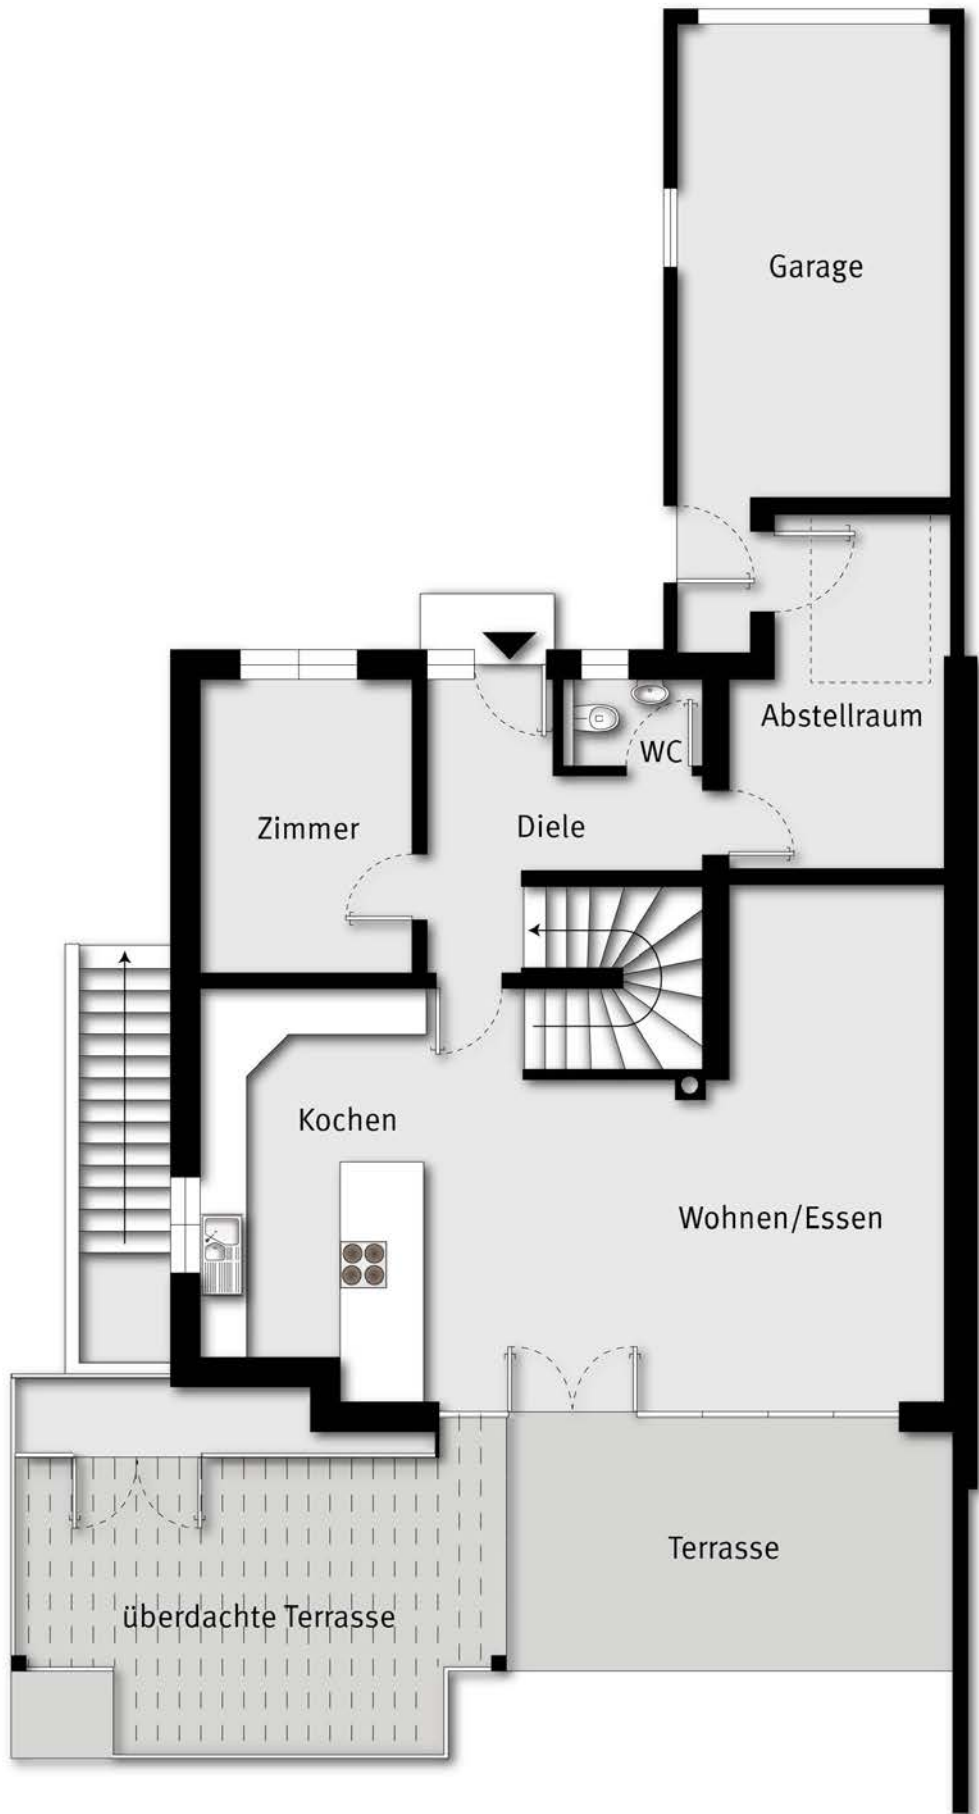 Garage
Abstellraum
WC
Zimmer
Diele
Kochen
Wohnen/Essen
Terrasse
überdachte Terrasse